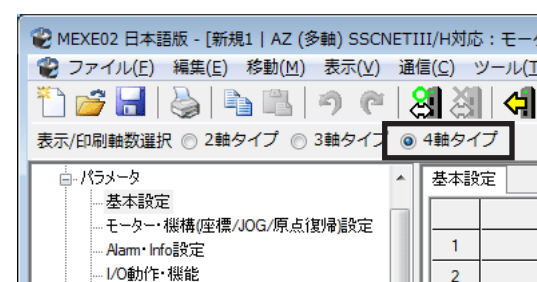 MEXE02 日本語版 - [新規1 | AZ (多軸) SSCNETIII/H対応 : モー
ファイル(F) 編集(E) 移動(M) 表示(V) 通信(C) ツール(T
表示/印刷軸数選択 2軸タイプ 3軸タイプ 4軸タイプ
パラメータ
基本設定
モーター・機構(座標/JOG/原点復帰)設定
Alarm・Info設定
I/O動作・機能
基本設定
1
2